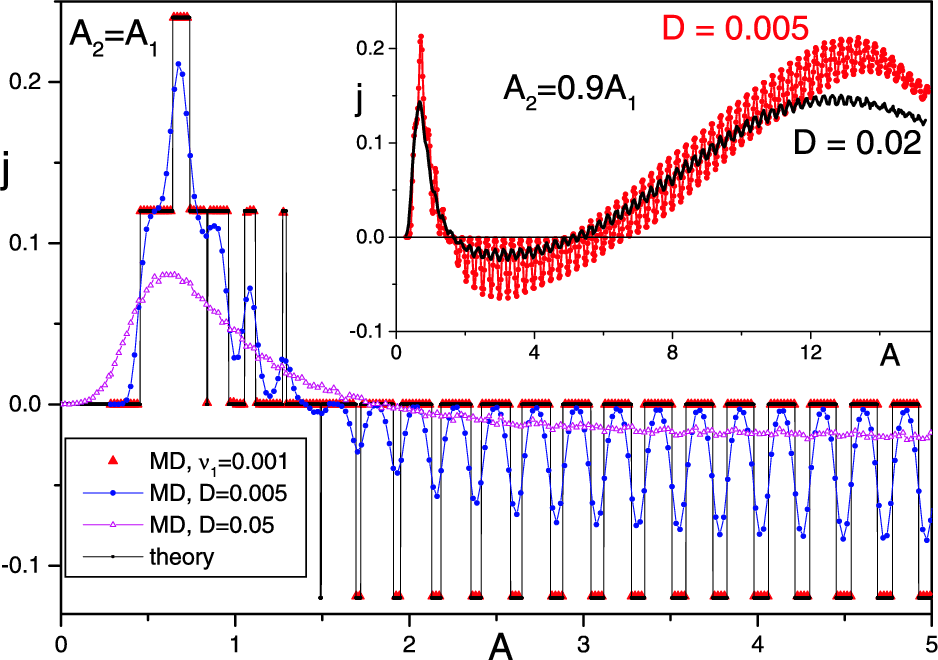 A₂=A₁
D = 0.005
A₂=0.9A₁
D = 0.02
j
0.2
0.1
0.0
-0.1
0 4 8 12
A
j
0.2
0.1
0.0
-0.1
MD, ν₁=0.001
MD, D=0.005
MD, D=0.05
theory
0 1 2 3 4 5
A